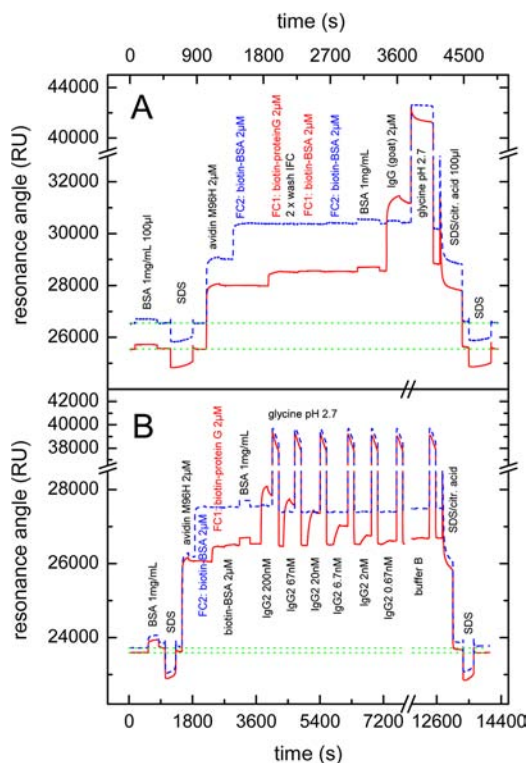 time (s)
0 900 1800 2700 3600 4500
44000
42000
32000
30000
28000
26000
resonance angle (RU)
A
BSA 1mg/mL 100µl
SDS
avidin M96H 2µM
FC2: biotin-BSA 2µM
FC1: biotin-proteinG 2µM
2 x wash IFC
FC1: biotin-BSA 2µM
FC2: biotin-BSA 2µM
BSA 1mg/mL
IgG (goat) 2µM
glycine pH 2.7
SDS/citr. acid 100µl
SDS
40000
38000
28000
26000
24000
resonance angle (RU)
B
glycine pH 2.7
BSA 1mg/mL
SDS
avidin M96H 2µM
FC2: biotin-BSA 2µM
FC1: biotin-protein G 2µM
biotin-BSA 2µM
BSA 1mg/mL
IgG2 200nM
IgG2 67nM
IgG2 20nM
IgG2 6.7nM
IgG2 2nM
IgG2 0.67nM
buffer B
SDS/citr. acid
SDS
0 1800 3600 5400 7200 12600 14400
time (s)